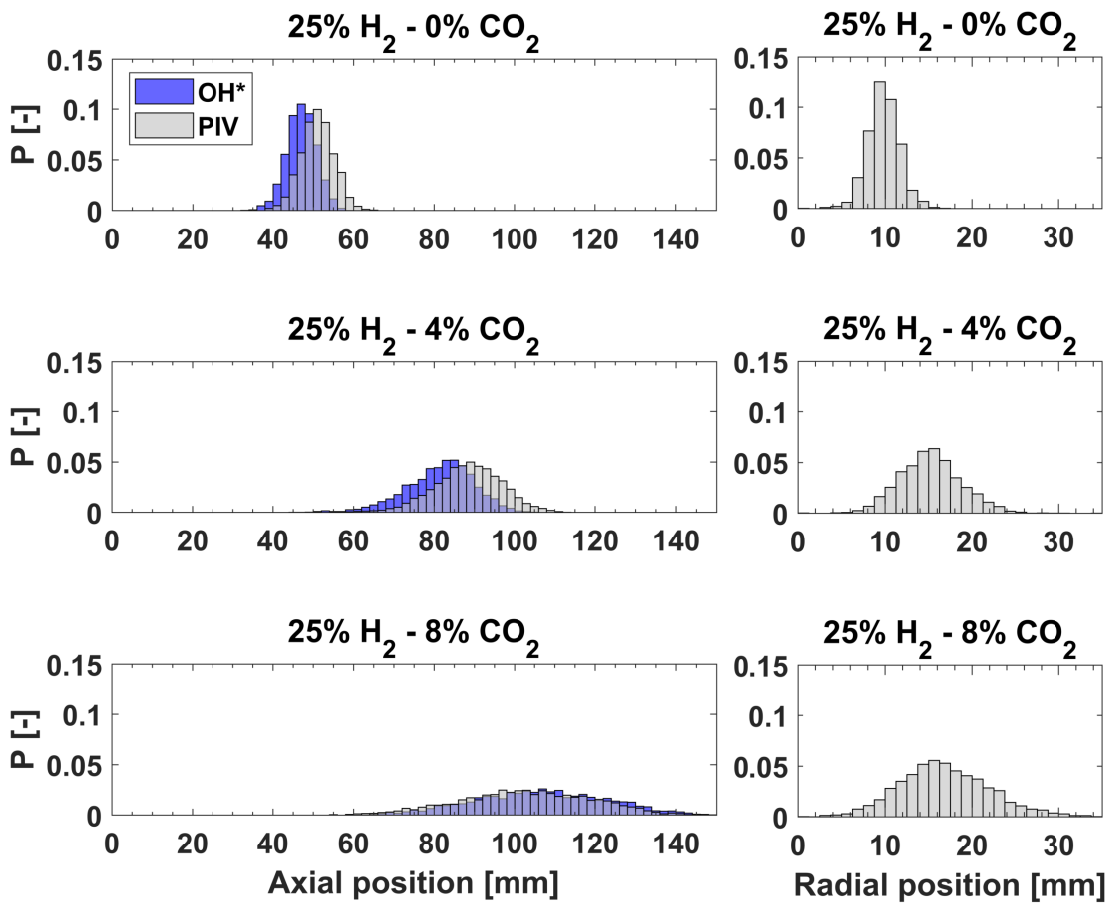 25% H2 - 0% CO2
P [-]
0.15
0.1
0.05
0
OH*
PIV
0 20 40 60 80 100 120 140
25% H2 - 0% CO2
0.15
0.1
0.05
0
0 10 20 30
25% H2 - 4% CO2
P [-]
0.15
0.1
0.05
0
0 20 40 60 80 100 120 140
25% H2 - 4% CO2
0.15
0.1
0.05
0
0 10 20 30
25% H2 - 8% CO2
P [-]
0.15
0.1
0.05
0
0 20 40 60 80 100 120 140
Axial position [mm]
25% H2 - 8% CO2
0.15
0.1
0.05
0
0 10 20 30
Radial position [mm]